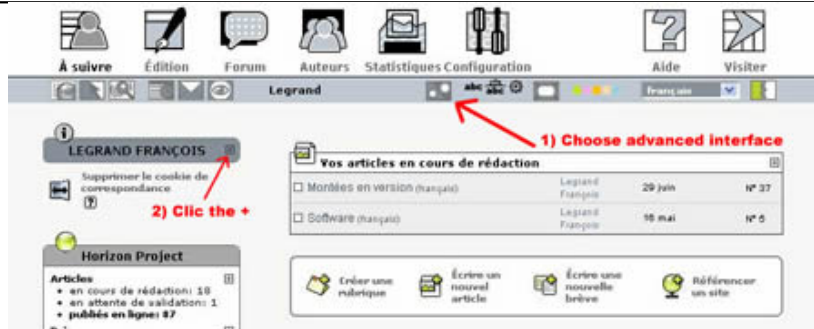 À suivre Édition Forum Auteurs Statistiques Configuration Aide Visiter
Legrand abc abc français
1) Choose advanced interface
LEGRAND FRANÇOIS
Supprimer le cookie de
correspondance
?
2) Clic the +
Vos articles en cours de rédaction
Montées en version (français) Legrand François 29 juin N° 37
Software (français) Legrand François 16 mai N° 5
Horizon Project
Articles
• en cours de rédaction: 18
• en attente de validation: 1
• publiés en ligne: 87
Créer une
rubrique
Écrire un
nouvel
article
Écrire une
nouvelle
brève
Référencer
un site